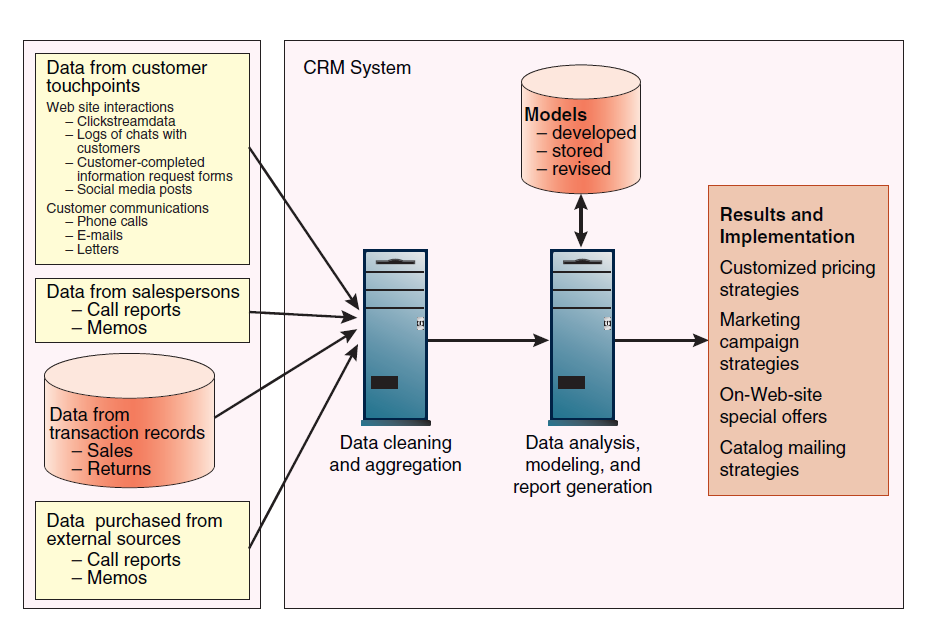 Data from customer
touchpoints
Web site interactions
– Clickstreamdata
– Logs of chats with
customers
– Customer-completed
information request forms
– Social media posts
Customer communications
– Phone calls
– E-mails
– Letters
Data from salespersons
– Call reports
– Memos
Data from
transaction records
– Sales
– Returns
Data purchased from
external sources
– Call reports
– Memos
CRM System
Models
– developed
– stored
– revised
Data cleaning
and aggregation
Data analysis,
modeling, and
report generation
Results and
Implementation
Customized pricing
strategies
Marketing
campaign
strategies
On-Web-site
special offers
Catalog mailing
strategies